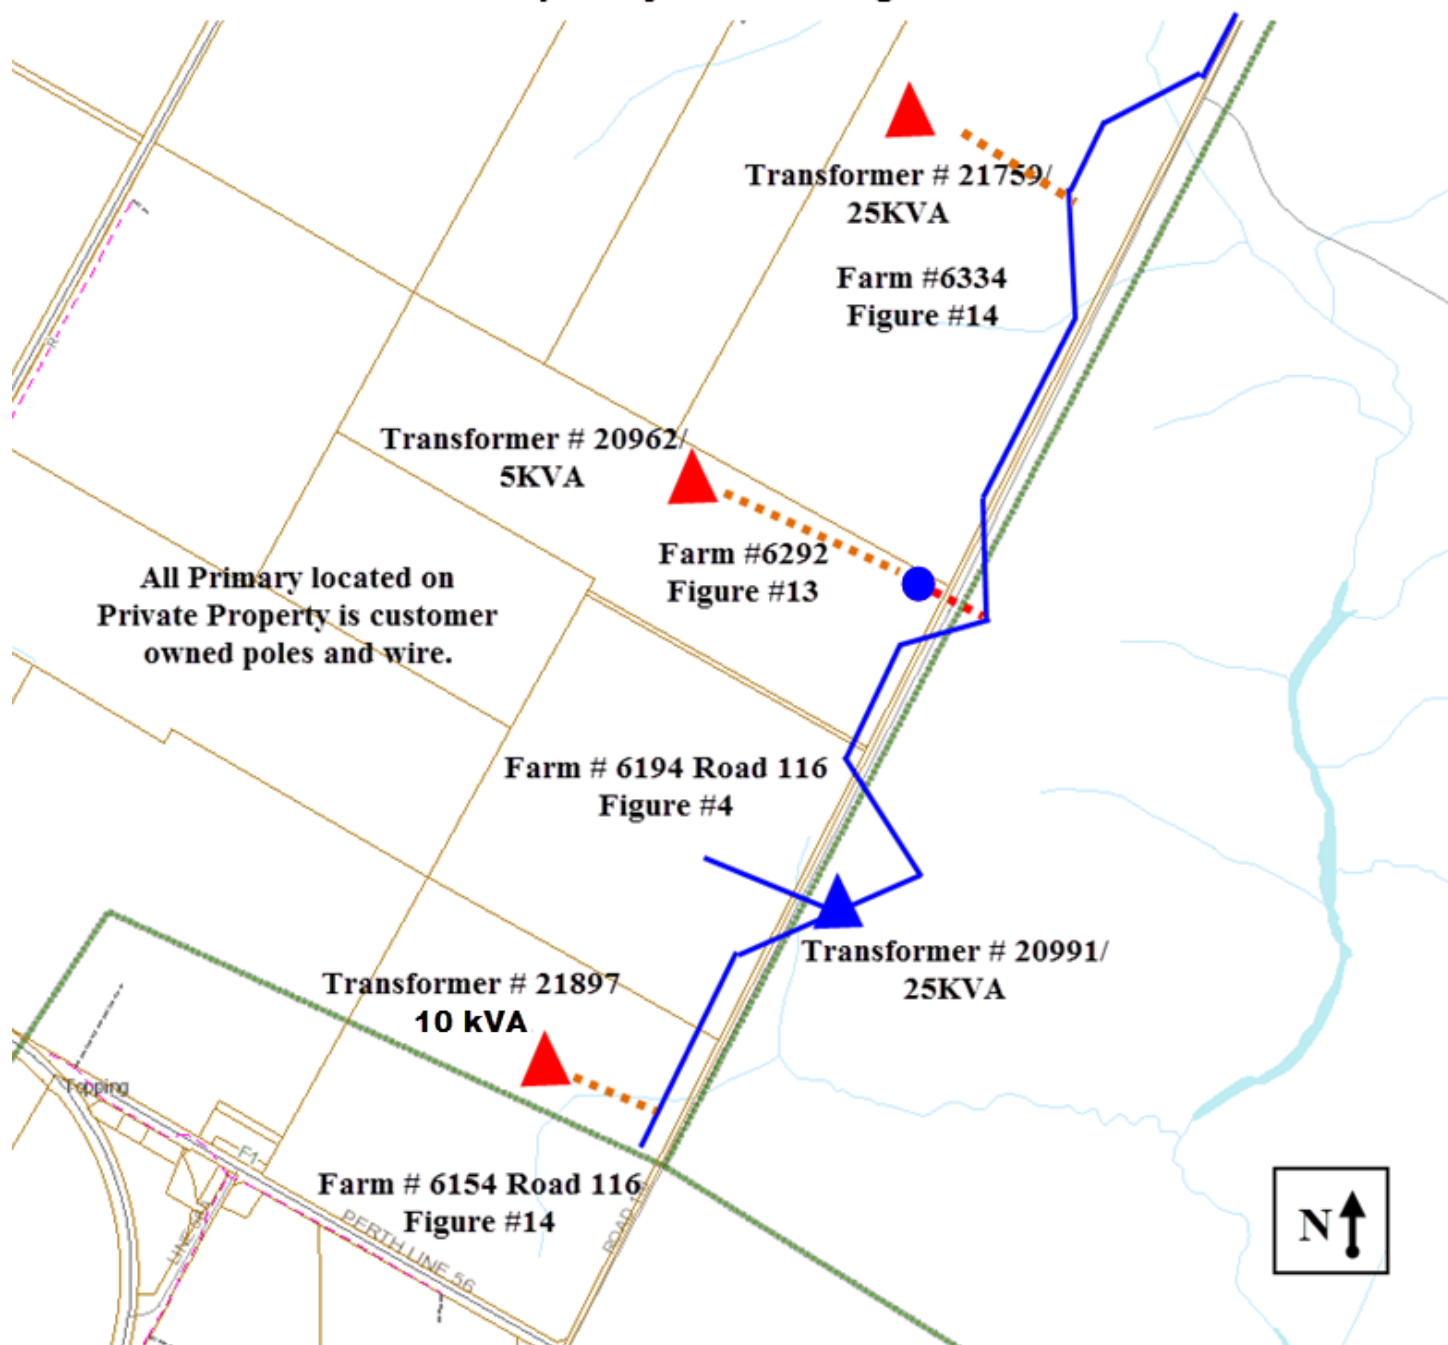 Transformer # 21759/
25KVA
Farm #6334
Figure #14
R
Transformer # 20962/
5KVA
Farm #6292
Figure #13
All Primary located on
Private Property is customer
owned poles and wire.
Farm # 6194 Road 116
Figure #4
Transformer # 20991/
25KVA
Transformer # 21897
10 kVA
Topping
F1
Farm # 6154 Road 116
Figure #14
PERTH LINE 56
LINE
ROAD
N